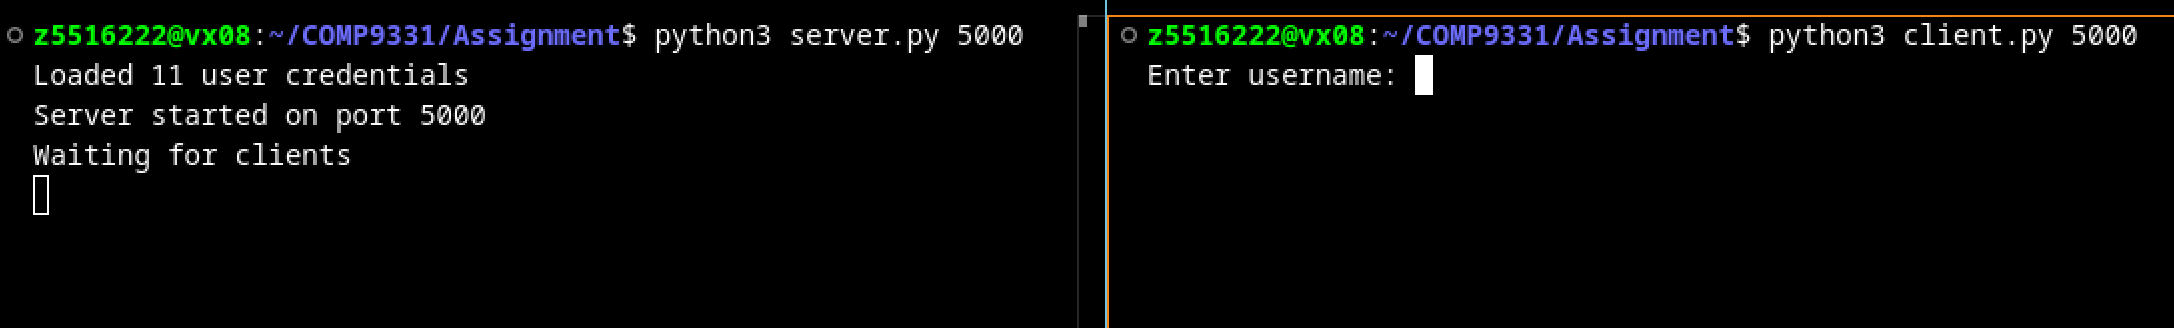 z5516222@vx08:~/COMP9331/Assignment$ python3 server.py 5000
Loaded 11 user credentials
Server started on port 5000
Waiting for clients
z5516222@vx08:~/COMP9331/Assignment$ python3 client.py 5000
Enter username: